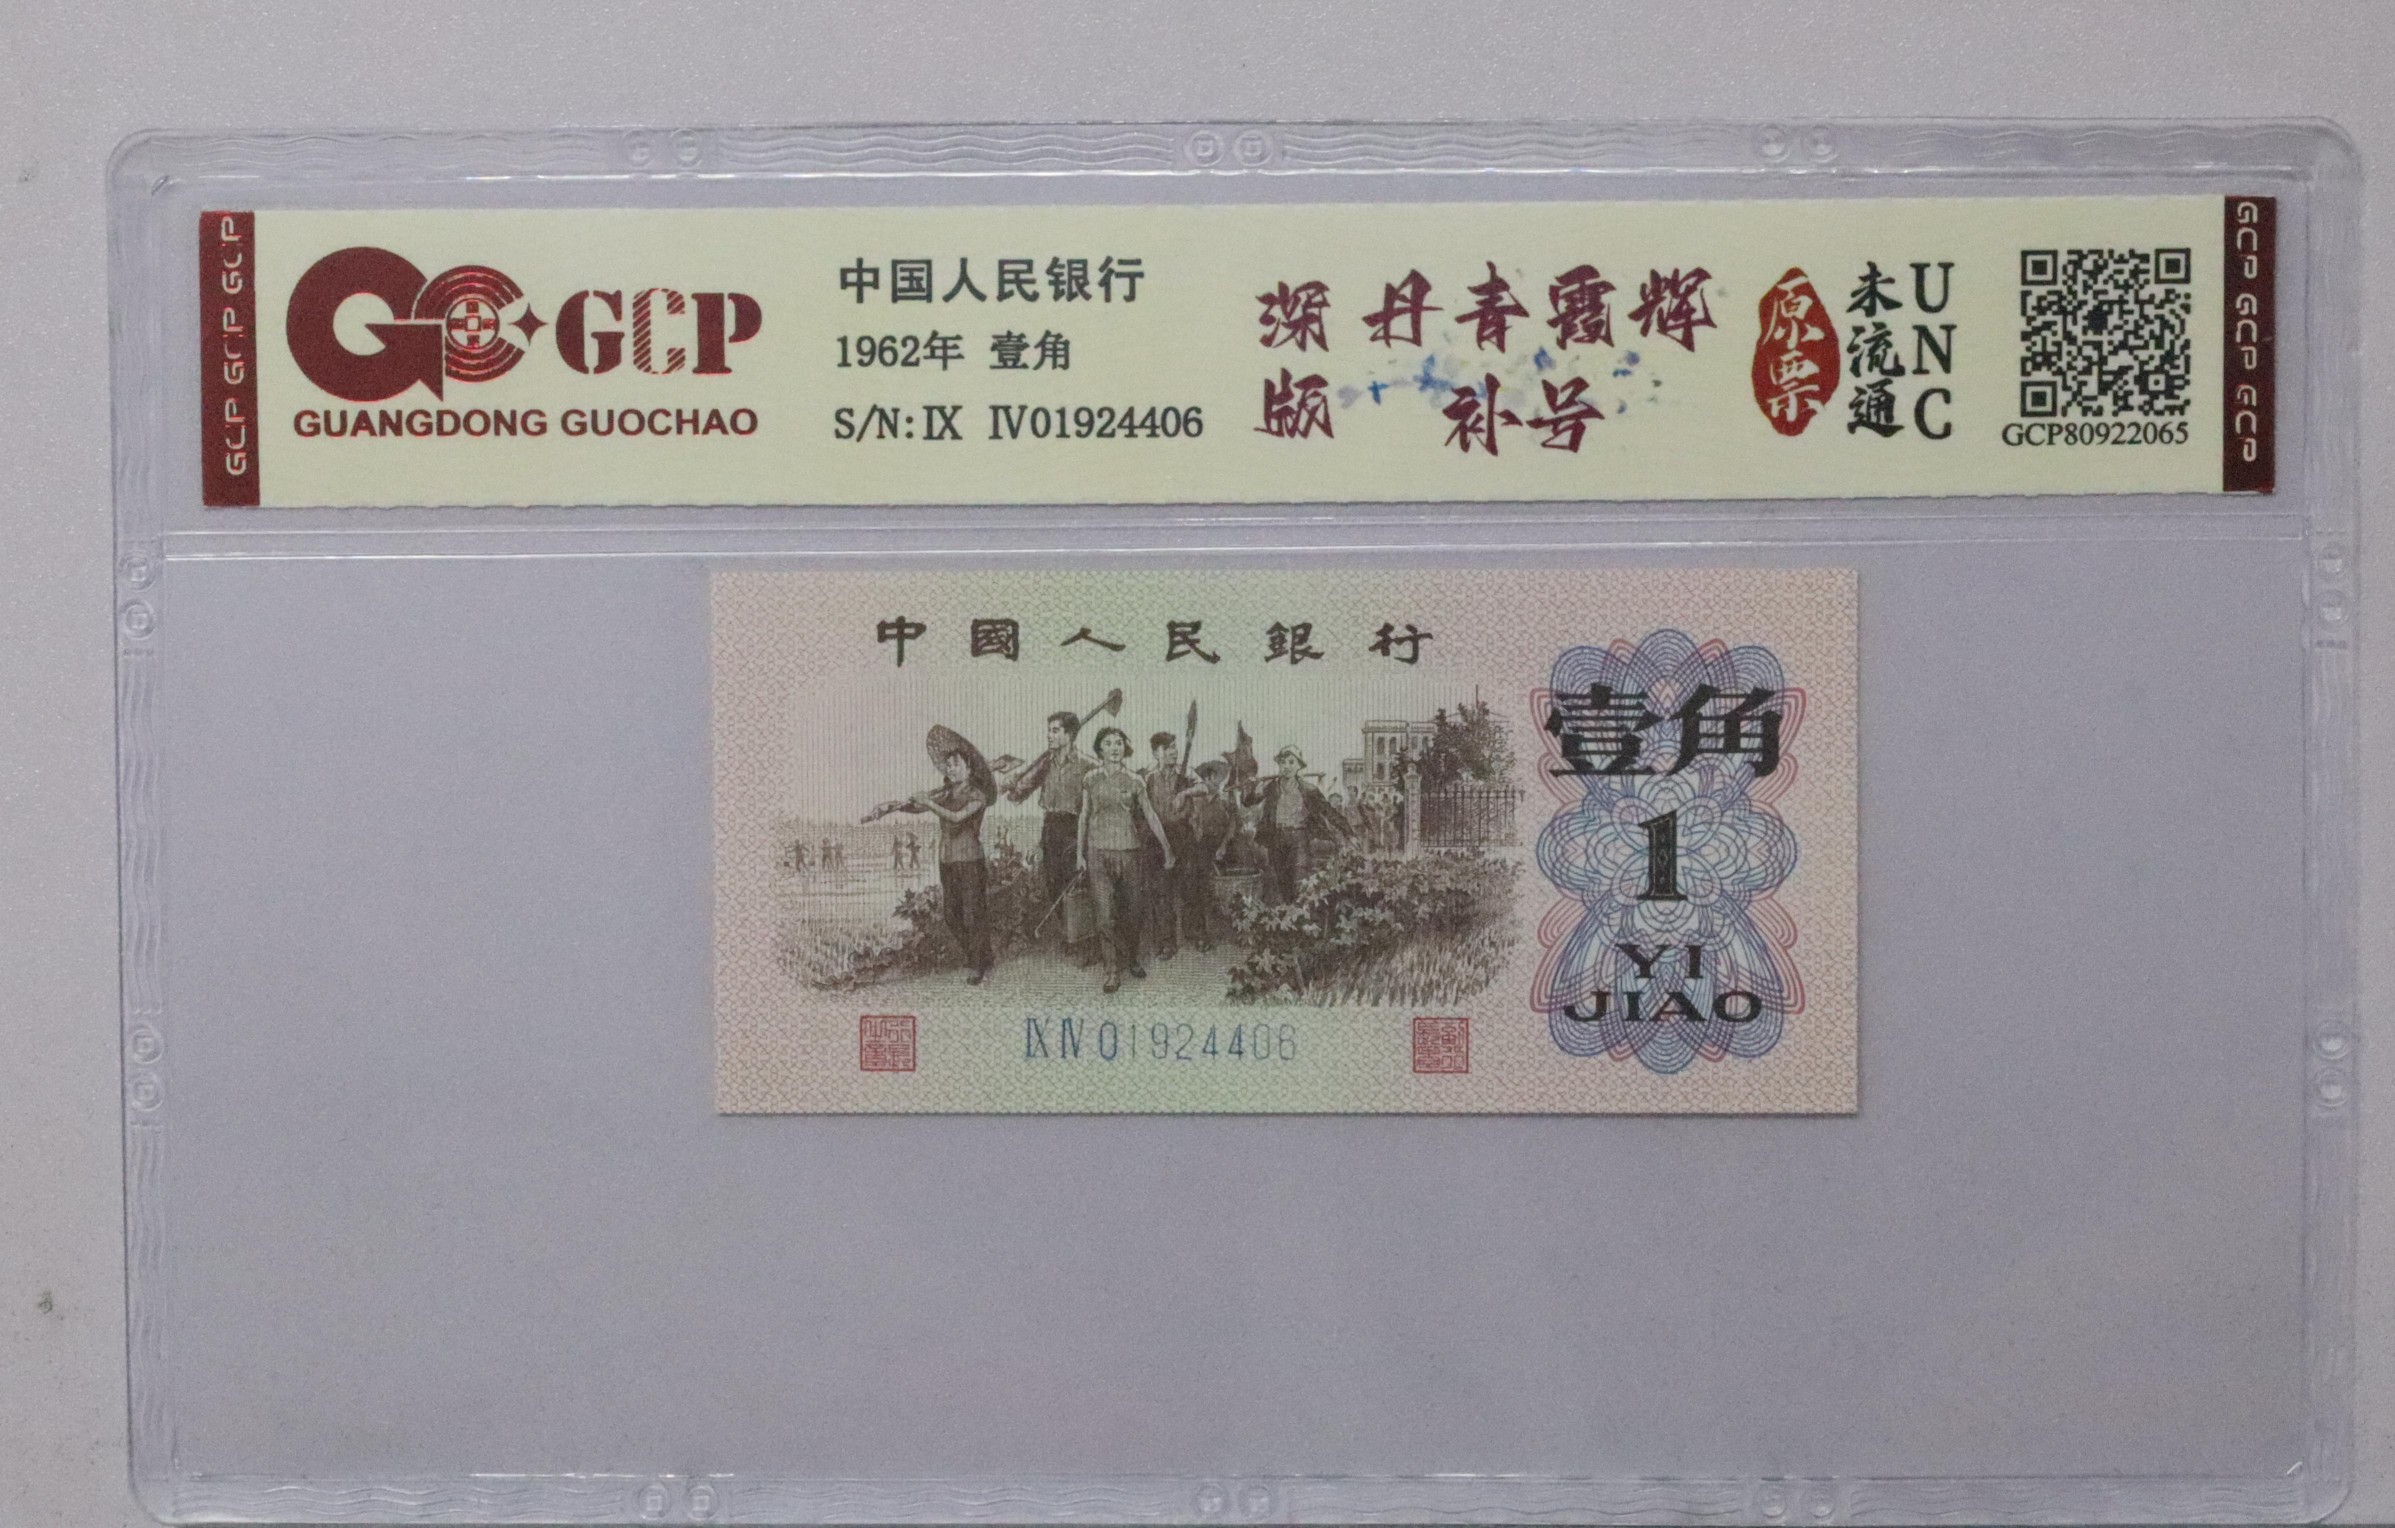 GCP GCP GCP
GCP
GUANGDONG GUOCHAO
中国人民银行
1962年 壹角
S/N: Ⅸ Ⅳ01924406
深丹青霞辉
版 补号
原票
未流通
UNC
GCP80922065
GCP GCP GCP
中國人民銀行
壹角
1
YI
JIAO
ⅨⅣ01924406